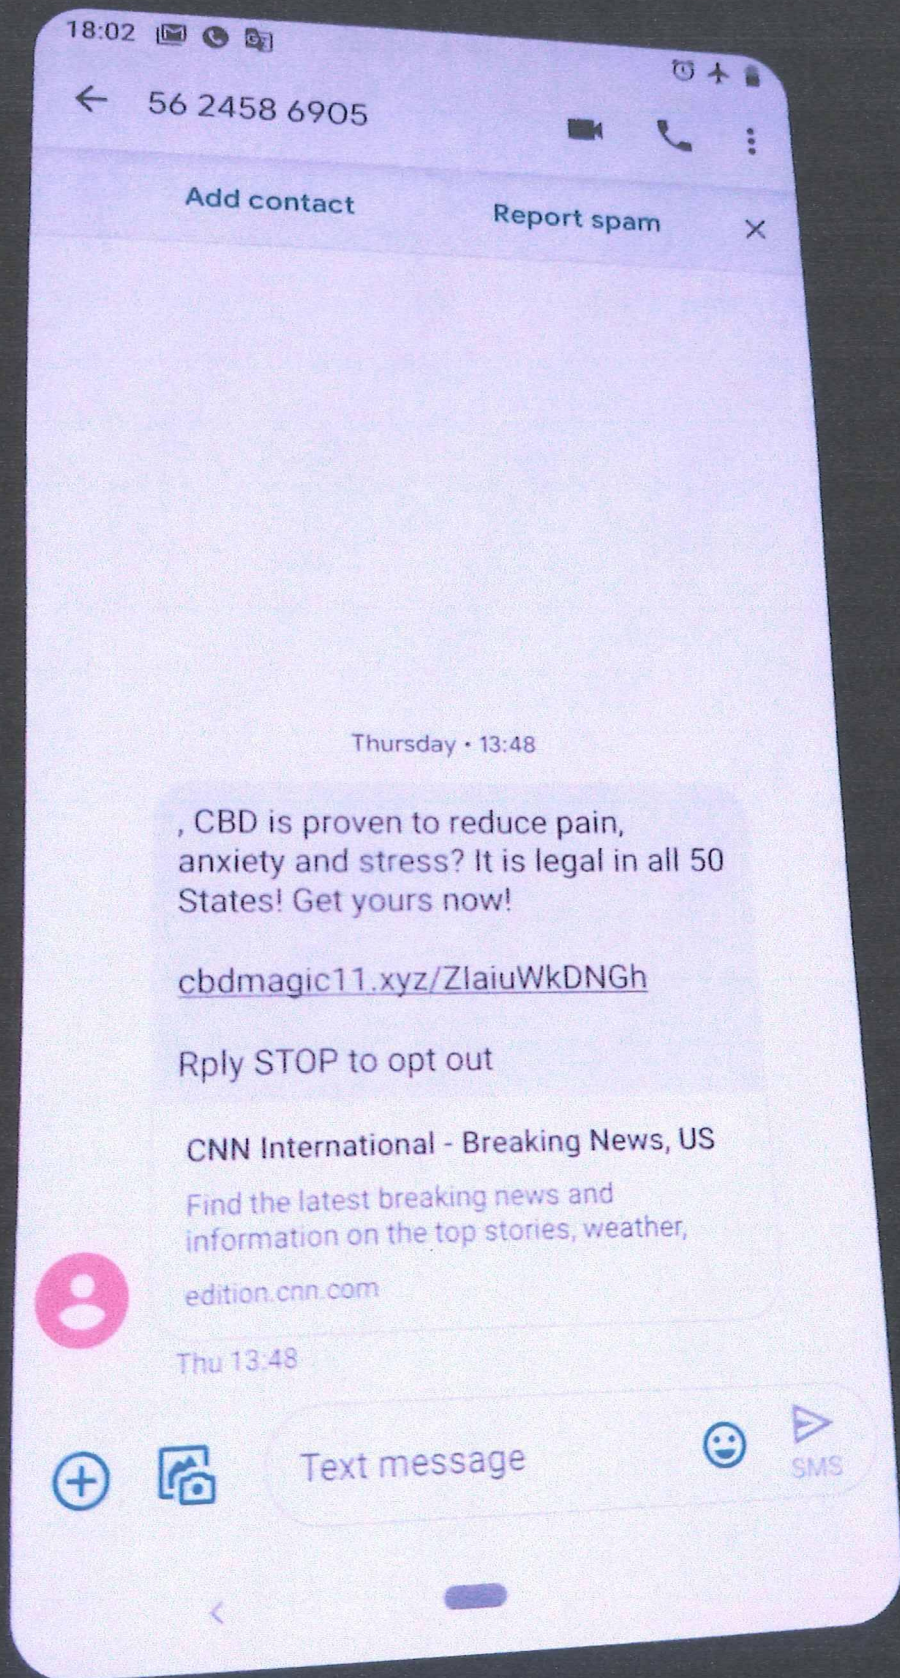 18:02
56 2458 6905
Add contact
Report spam
Thursday • 13:48
, CBD is proven to reduce pain,
anxiety and stress? It is legal in all 50
States! Get yours now!
cbdmagic11.xyz/ZlaiuWkDNGh
Rply STOP to opt out
CNN International - Breaking News, US
Find the latest breaking news and
information on the top stories, weather,
edition.cnn.com
Thu 13:48
Text message
SMS